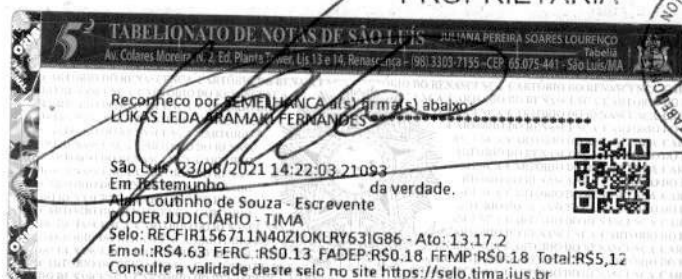 PROPRIETÁRIA
5º TABELIONATO DE NOTAS DE SÃO LUÍS JULIANA PEREIRA SOARES LOURENÇO
Tabeliã
Av. Colares Moreira, N. 2, Ed. Planta Tower, Ljs 13 e 14, Renascença - (98) 3303-7155 - CEP: 65.075-441 - São Luís/MA
Reconheço por SEMELHANÇA a(s) firma(s) abaixo
LUKAS LEDA ARAMAKI FERNANDES
São Luís, 23/06/2021 14:22:03 21093
Em Testemunho da verdade.
Alan Coutinho de Souza - Escrevente
PODER JUDICIÁRIO - TJMA
Selo: RECFIR156711N40ZIOKLRY63IG86 - Ato: 13.17.2
Emol.:R$4.63 FERC :R$0.13 FADEP:R$0.18 FEMP:R$0.18 Total:R$5,12
Consulte a validade deste selo no site https://selo.tjma.jus.br